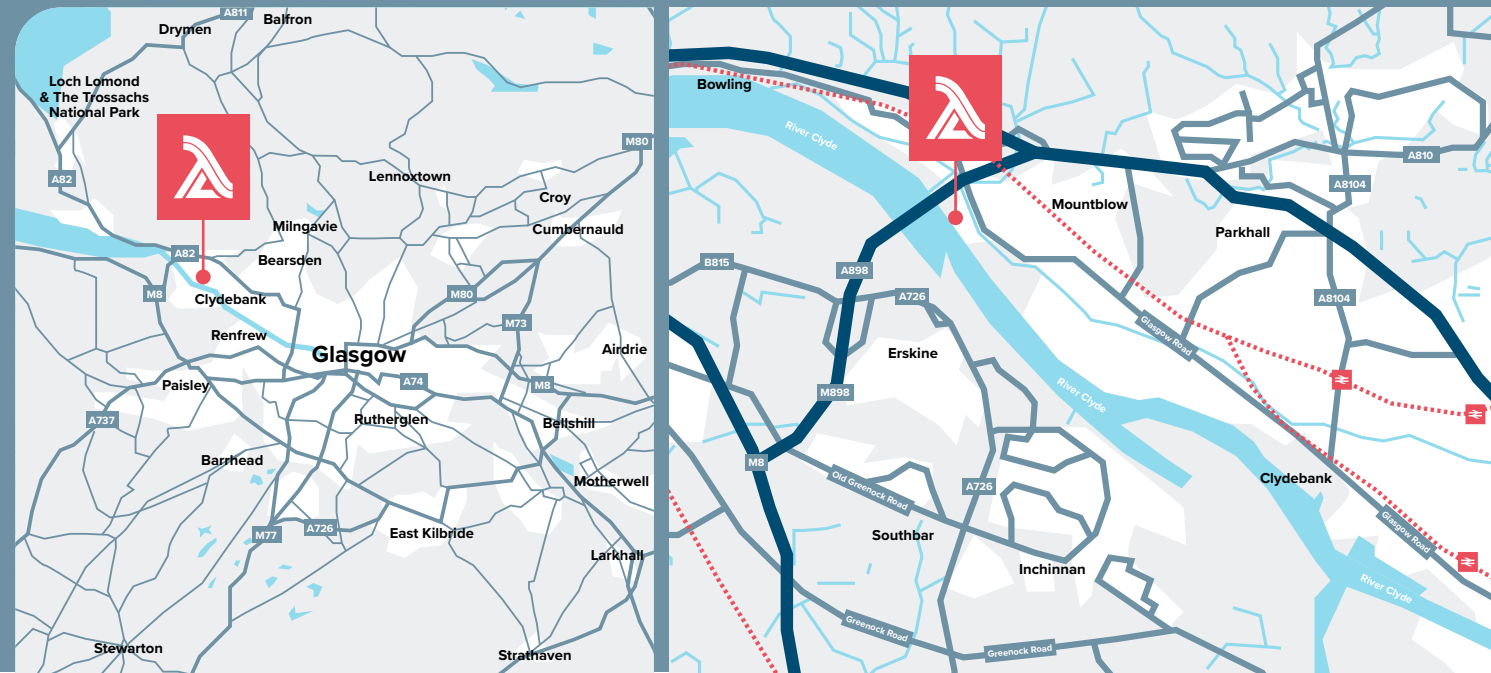 A811
Balfron
Drymen
Loch Lomond
& The Trossachs
National Park
M80
A82
Lennoxtown
Croy
Milngavie
Cumbernauld
A82
Bearsden
M8
Clydebank
M80
Renfrew
M73
Glasgow
Airdrie
Paisley
A74
M8
A737
Rutherglen
Bellshill
Barrhead
Motherwell
M77
A726
East Kilbride
Larkhall
Stewarton
Strathaven
Bowling
River Clyde
A810
A8104
Mountblow
Parkhall
B815
A898
A726
A8104
Glasgow Road
Erskine
M898
River Clyde
M8
Old Greenock Road
A726
Clydebank
Southbar
Glasgow Road
Inchinnan
River Clyde
Greenock Road
Greenock Road